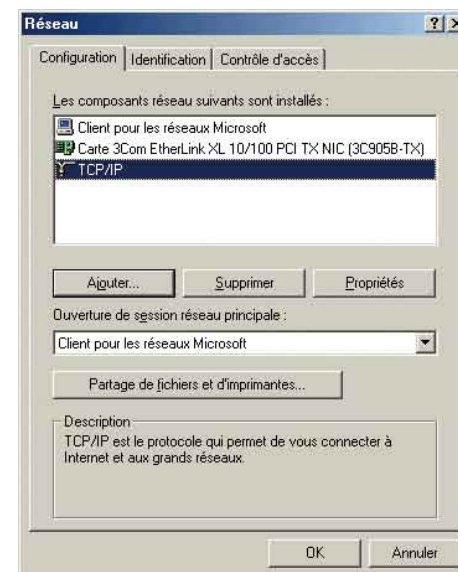 Réseau
Configuration Identification Contrôle d'accès
Les composants réseau suivants sont installés :
Client pour les réseaux Microsoft
Carte 3Com EtherLink XL 10/100 PCI TX NIC (3C905B-TX)
TCP/IP
Ajouter... Supprimer Propriétés
Ouverture de session réseau principale :
Client pour les réseaux Microsoft
Partage de fichiers et d'imprimantes...
Description
TCP/IP est le protocole qui permet de vous connecter à
Internet et aux grands réseaux.
OK Annuler